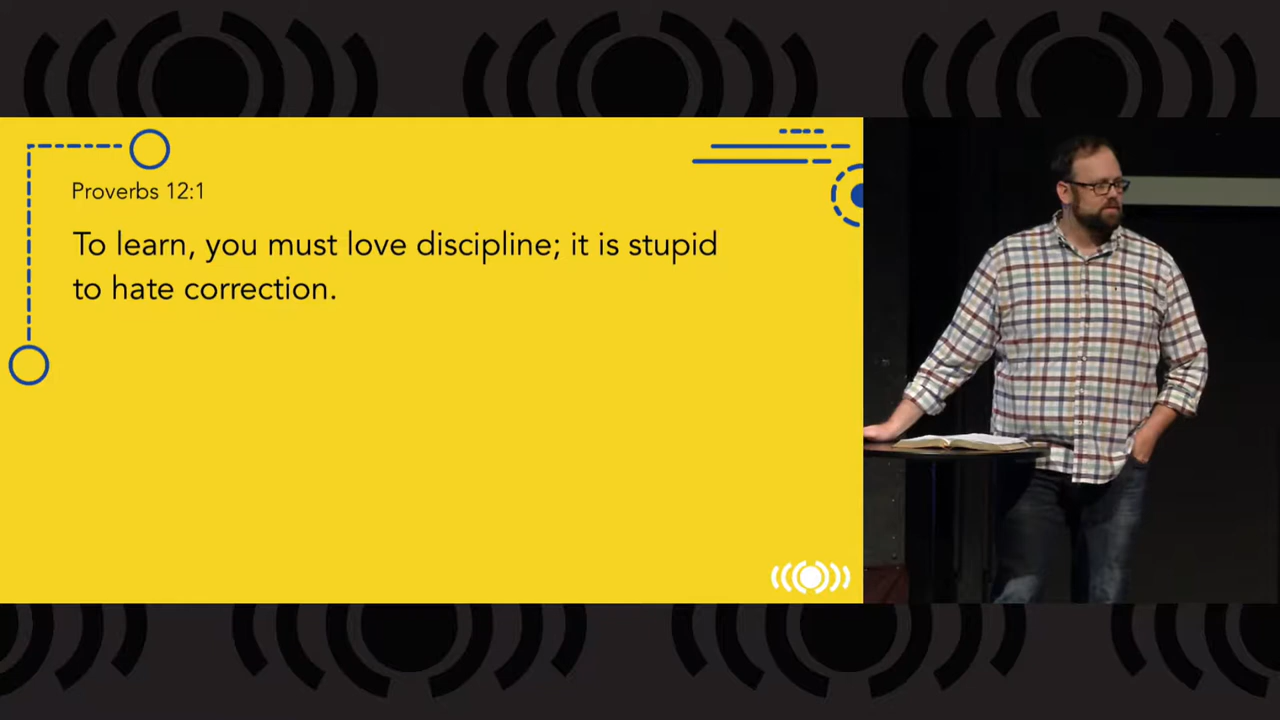 Proverbs 12:1
To learn, you must love discipline; it is stupid
to hate correction.